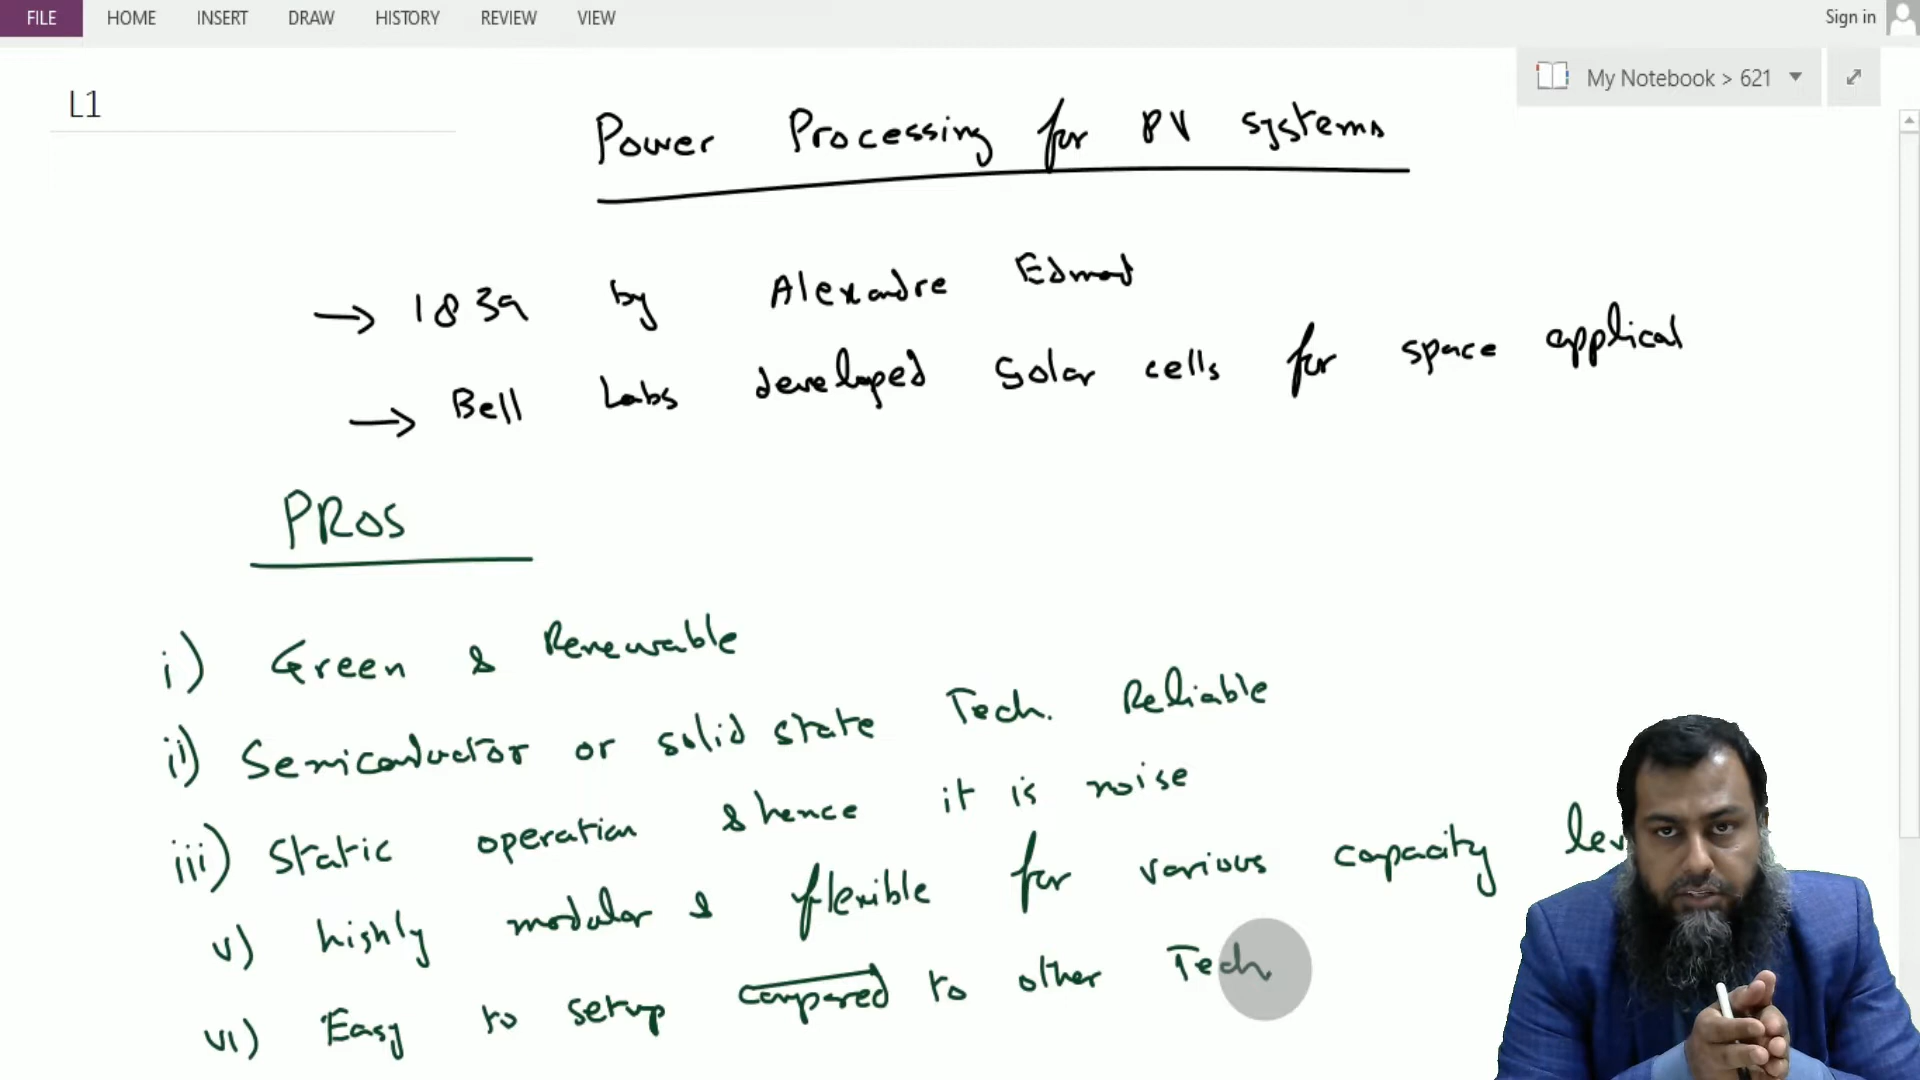 FILE HOME INSERT DRAW HISTORY REVIEW VIEW Sign in
My Notebook > 621
L1
Power Processing for PV systems
→ 1839 by Alexandre Edmod
→ Bell Labs developed Solar cells for space applicat
PROS
i) Green & Renewable
ii) Semiconductor or solid state Tech. Reliable
iii) Static operation & hence it is noise
v) highly modular & flexible for various capacity lev
vi) Easy to setup compared to other Tech